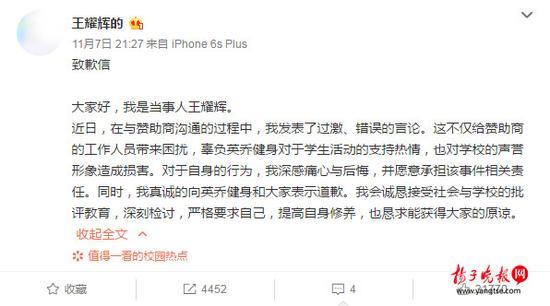 王耀辉的
11月7日 21:27 来自 iPhone 6s Plus
致歉信
大家好，我是当事人王耀辉。
近日，在与赞助商沟通的过程中，我发表了过激、错误的言论。这不仅给赞助商
的工作人员带来困扰，辜负英乔健身对于学生活动的支持热情，也对学校的声誉
形象造成损害。对于自身的行为，我深感痛心与后悔，并愿意承担该事件相关责
任。同时，我真诚的向英乔健身和大家表示道歉。我会诚恳接受社会与学校的批
评教育，深刻检讨，严格要求自己，提高自身修养，也恳求能获得大家的原谅。
收起全文
值得一看的校园热点
收藏 4452 4
扬子晚报网
www.yangtse.com